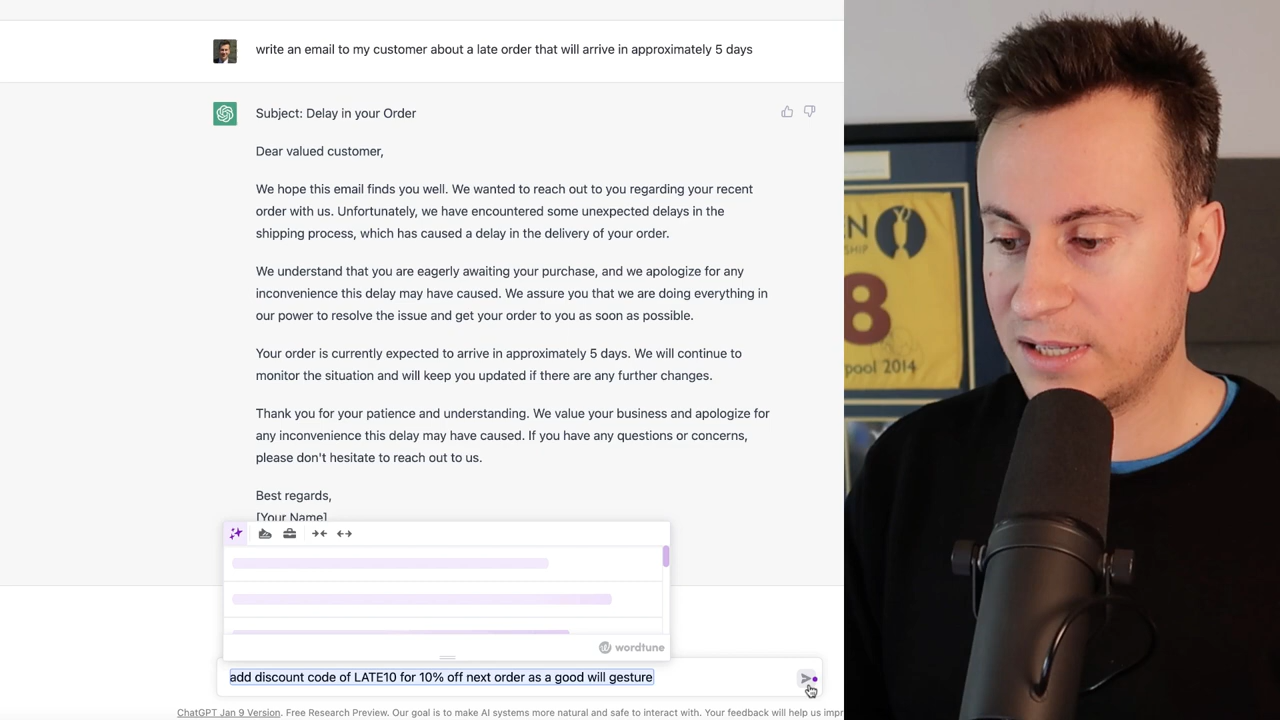 write an email to my customer about a late order that will arrive in approximately 5 days
Subject: Delay in your Order
Dear valued customer,
We hope this email finds you well. We wanted to reach out to you regarding your recent
order with us. Unfortunately, we have encountered some unexpected delays in the
shipping process, which has caused a delay in the delivery of your order.
We understand that you are eagerly awaiting your purchase, and we apologize for any
inconvenience this delay may have caused. We assure you that we are doing everything in
our power to resolve the issue and get your order to you as soon as possible.
Your order is currently expected to arrive in approximately 5 days. We will continue to
monitor the situation and will keep you updated if there are any further changes.
Thank you for your patience and understanding. We value your business and apologize for
any inconvenience this delay may have caused. If you have any questions or concerns,
please don't hesitate to reach out to us.
Best regards,
[Your Name]
wordtune
add discount code of LATE10 for 10% off next order as a good will gesture
ChatGPT Jan 9 Version. Free Research Preview. Our goal is to make AI systems more natural and safe to interact with. Your feedback will help us impr
N
SHIP
8
pool 2014